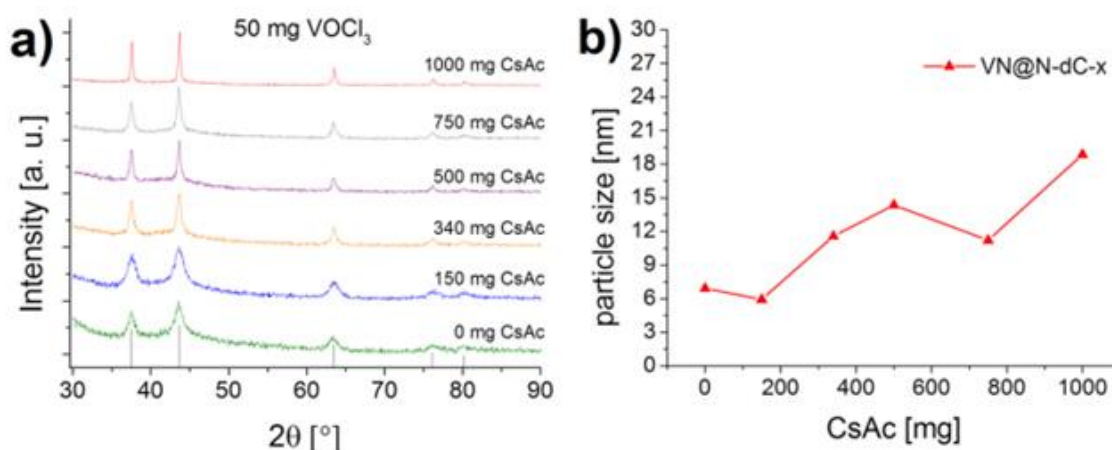 a)
50 mg VOCl₃
1000 mg CsAc
750 mg CsAc
500 mg CsAc
340 mg CsAc
150 mg CsAc
0 mg CsAc
Intensity [a. u.]
30 40 50 60 70 80 90
2θ [°]
b)
VN@N-dC-x
30
27
24
21
18
15
12
9
6
3
0
particle size [nm]
0 200 400 600 800 1000
CsAc [mg]